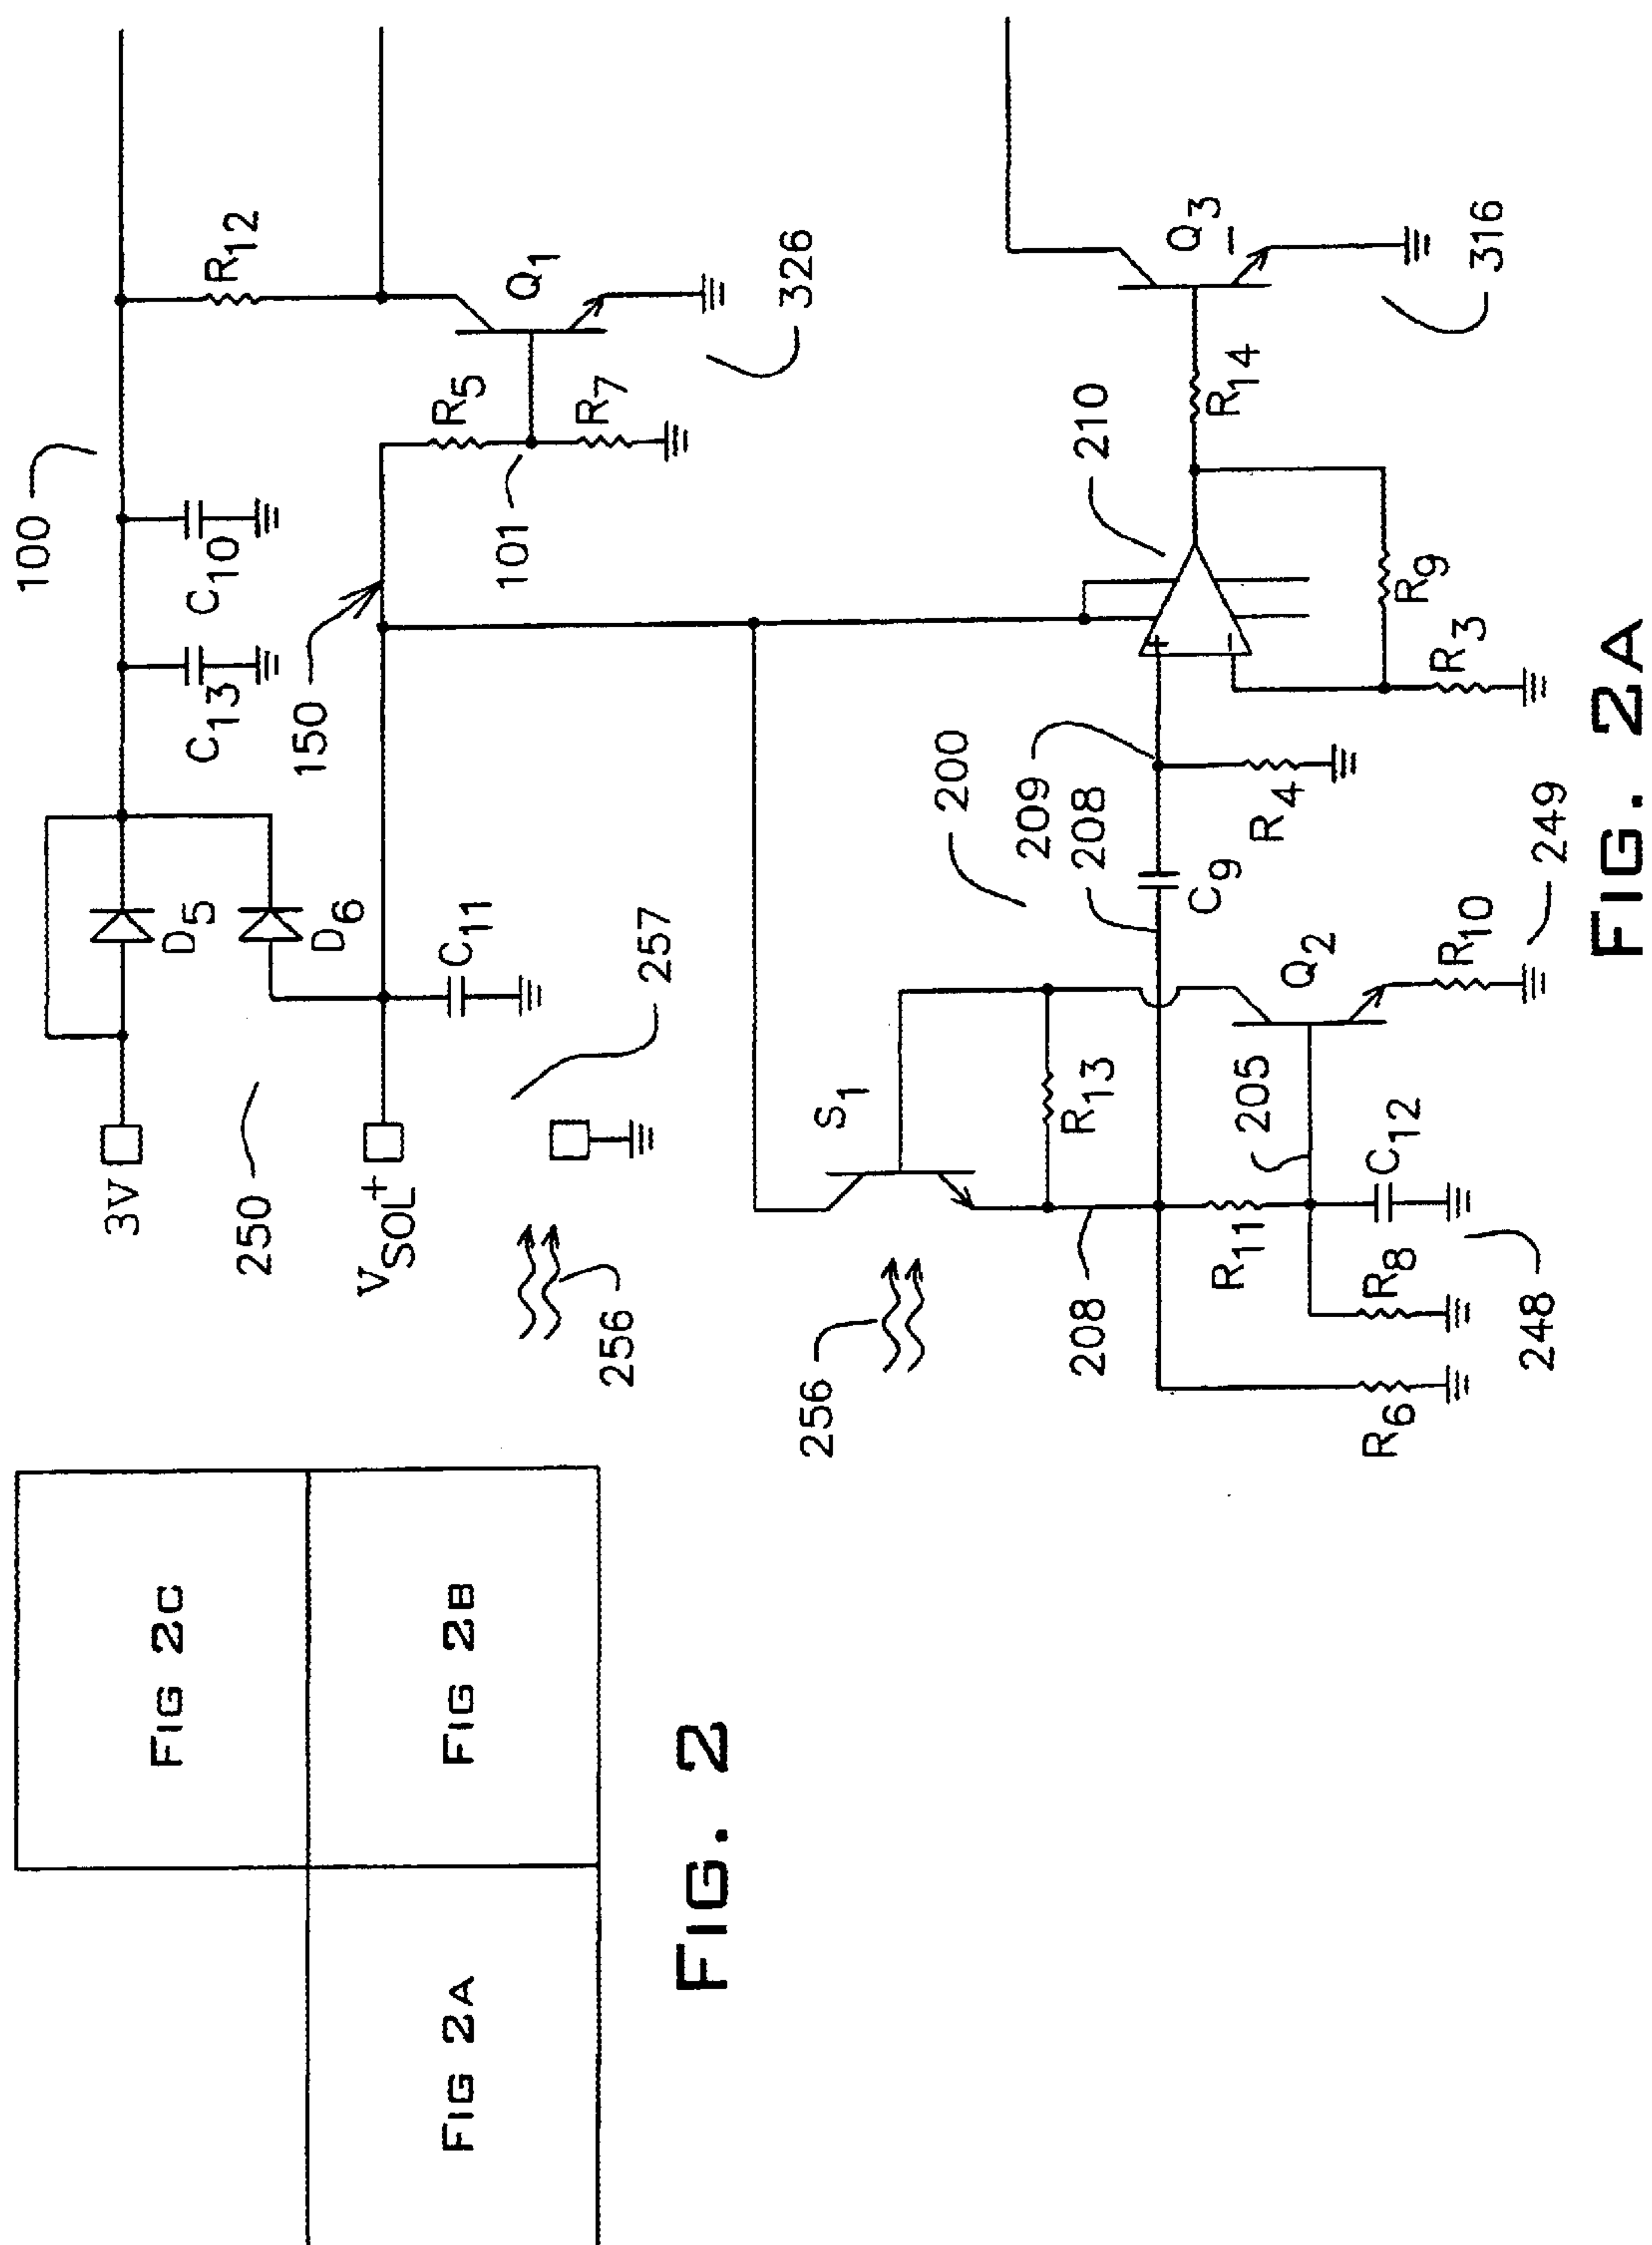 FIG 2C
FIG 2A
FIG 2B
FIG. 2
100
3V
D5
C13
C10
R12
250
VSOL+
D6
C11
150
R5
Q1
101
R7
256
257
326
S1
256
R13
208
200
209
208
210
C9
R4
+
−
R14
Q3
R11
205
Q2
R6
R8
C12
R10
R9
R3
316
248
249
FIG. 2A